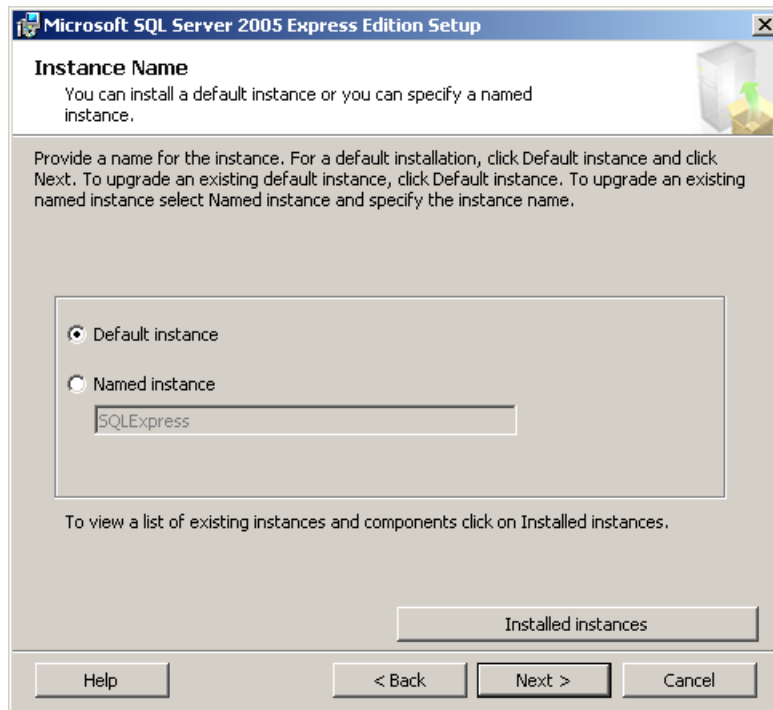 Microsoft SQL Server 2005 Express Edition Setup
Instance Name
You can install a default instance or you can specify a named
instance.
Provide a name for the instance. For a default installation, click Default instance and click
Next. To upgrade an existing default instance, click Default instance. To upgrade an existing
named instance select Named instance and specify the instance name.
Default instance
Named instance
SQLExpress
To view a list of existing instances and components click on Installed instances.
Installed instances
Help
< Back
Next >
Cancel